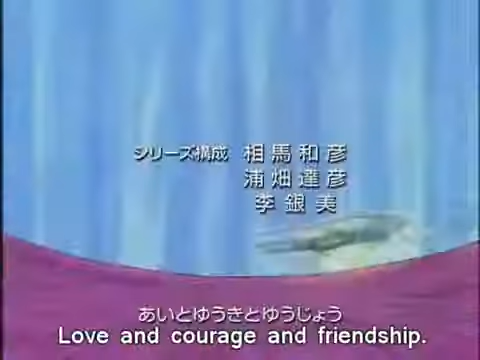 シリーズ構成 相馬和彦
浦畑達彦
李銀美
あいとゆうきとゆうじょう
Love and courage and friendship.